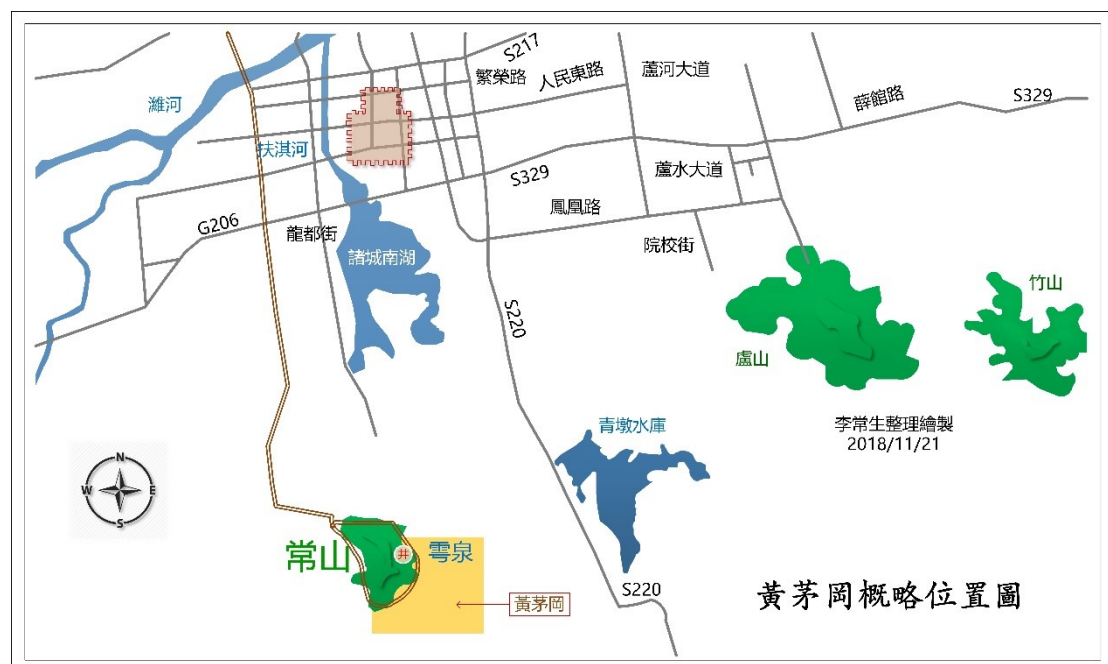 S217
繁榮路
人民東路
蘆河大道
薛館路
S329
濰河
扶淇河
S329
蘆水大道
G206
龍都街
鳳凰路
院校街
諸城南湖
S220
竹山
盧山
青墩水庫
李常生整理繪製
2018/11/21
N
W
E
S
常山
井
雩泉
黃茅岡
S220
黃茅岡概略位置圖